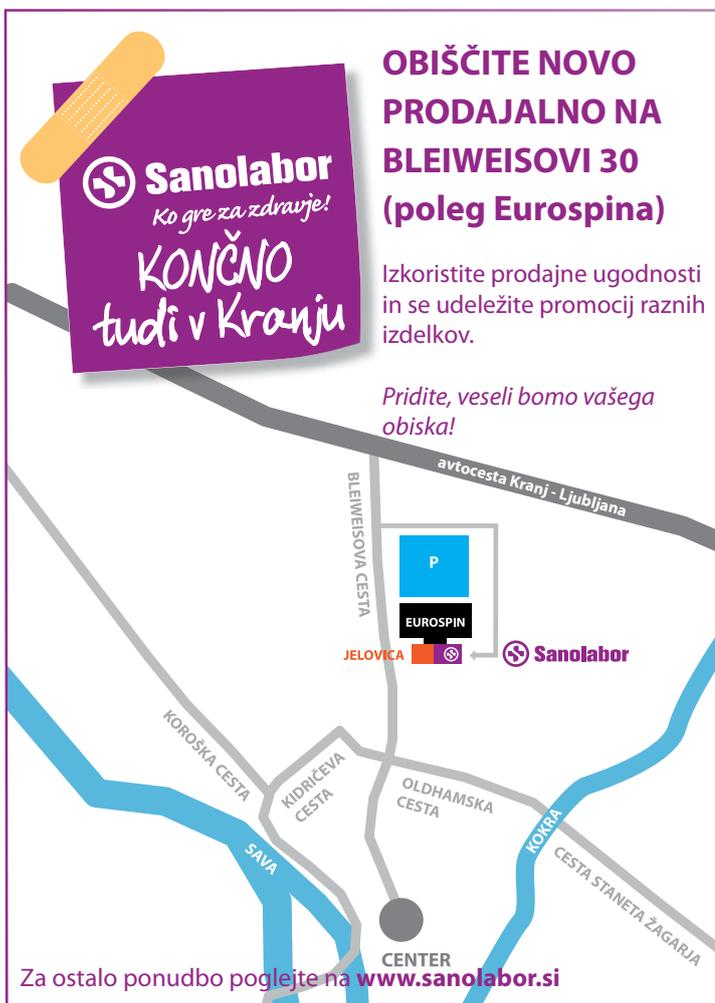 OBIŠČITE NOVO
PRODAJALNO NA
BLEIWEISOVI 30
(poleg Eurospina)
Sanolabor
Ko gre za zdravje!
KONČNO
tudi v Kranju
Izkoristite prodajne ugodnosti
in se udeležite promocij raznih
izdelkov.
Pridite, veseli bomo vašega
obiska!
avtocesta Kranj - Ljubljana
BLEIWEISOVA CESTA
P
EUROSPIN
JELOVICA
Sanolabor
KOROŠKA CESTA
KIDRIČEVA
CESTA
OLDHAMSKA
CESTA
KOKRA
SAVA
CESTA STANETA ŽAGARJA
CENTER
Za ostalo ponudbo poglejte na www.sanolabor.si